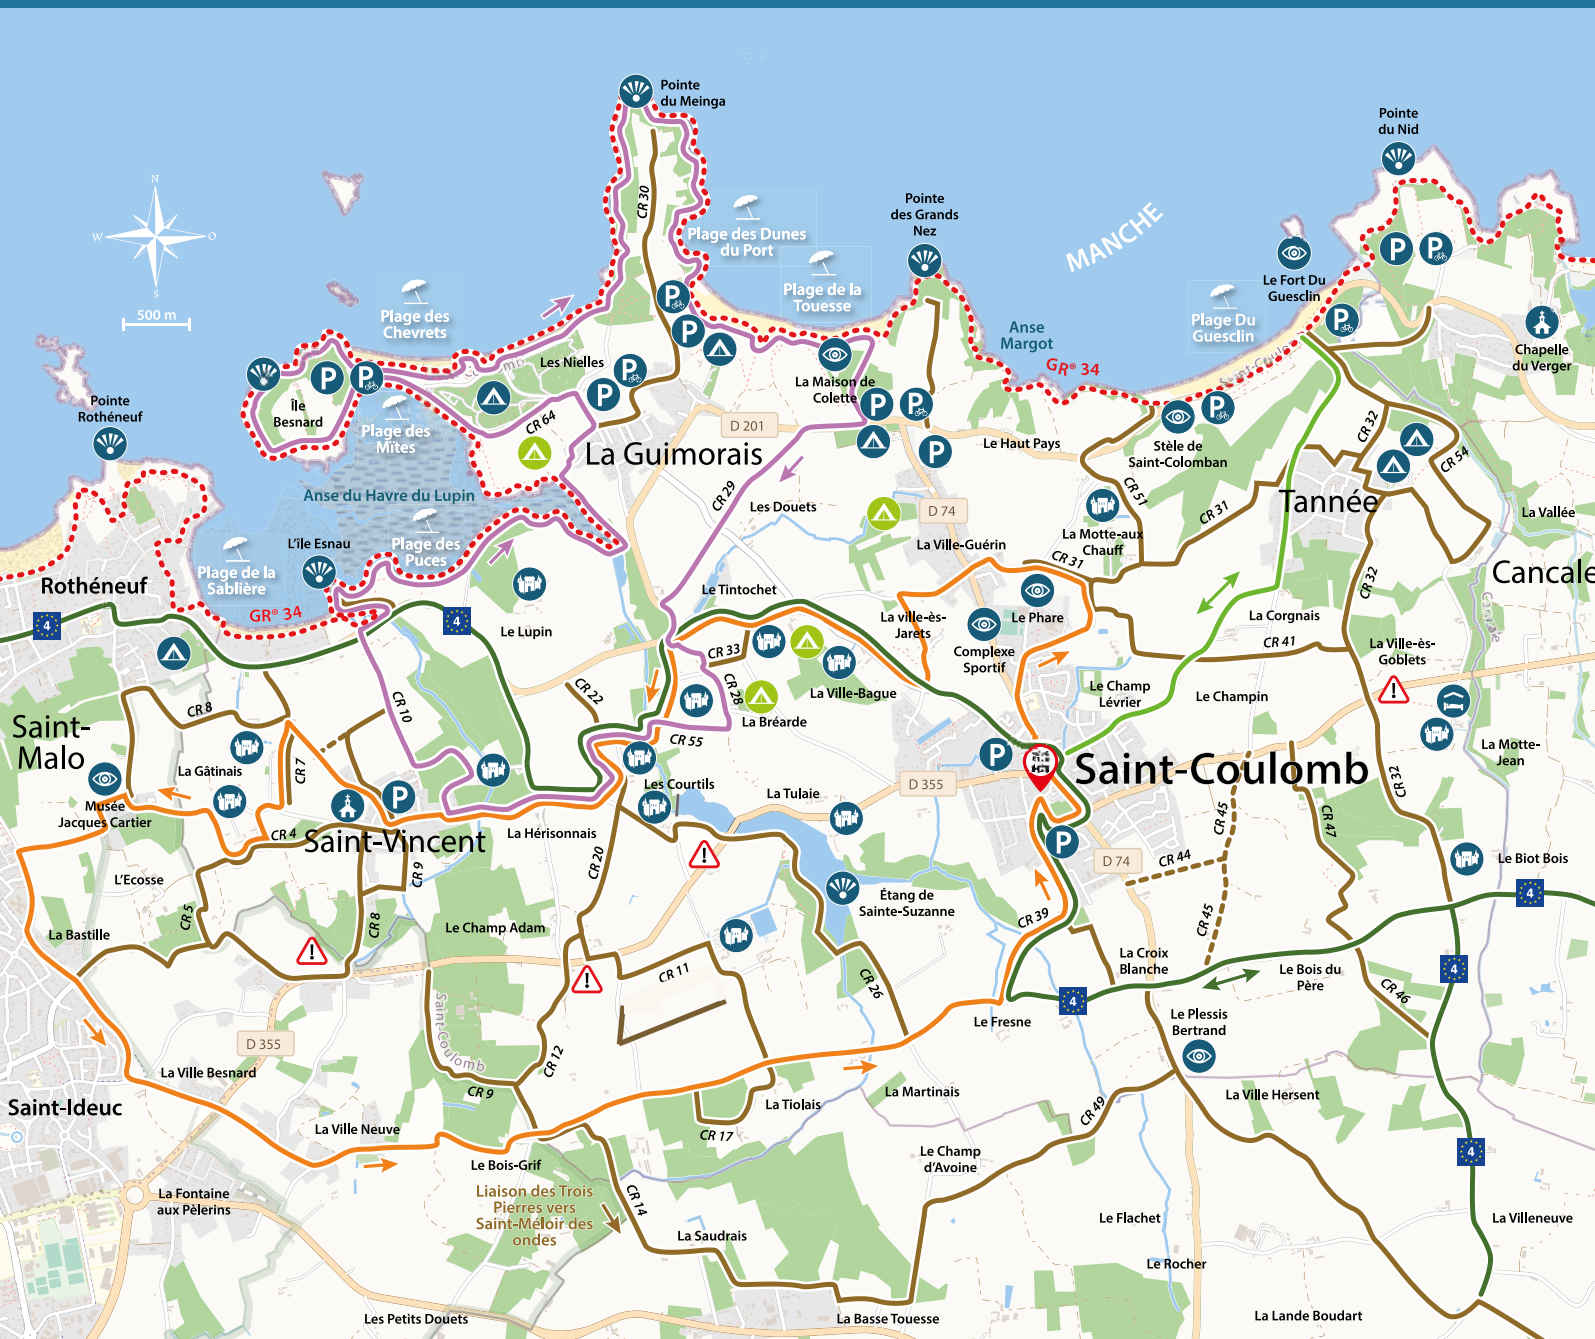 Pointe
du Meinga
Pointe
du Nid
N
W
O
S
500 m
CR 30
Pointe
des Grands
Nez
MANCHE
Plage des Dunes
du Port
Plage de la
Touesse
Le Fort Du
Guesclin
Plage Du
Guesclin
Plage des
Chevrets
Anse
Margot
GR® 34
Chapelle
du Verger
Les Nielles
La Maison de
Colette
Île
Besnard
Pointe
Rothéneuf
Plage des
Mites
CR 64
D 201
La Guimorais
Le Haut Pays
Stèle de
Saint-Colomban
CR 32
CR 54
Anse du Havre du Lupin
CR 29
Les Douets
D 74
CR 51
CR 31
Tannée
La Vallée
L'île Esnau
Plage des
Puces
La Ville-Guérin
La Motte-aux
Chauff
CR 31
Cancale
Plage de la
Sablière
Rothéneuf
GR® 34
4
4
Le Lupin
Le Tintochet
La ville-ès-
Jarets
Le Phare
Complexe
Sportif
CR 32
La Corgnais
CR 41
La Ville-ès-
Goblets
CR 33
CR 28
La Ville-Bague
La Bréarde
CR 22
CR 10
CR 8
CR 55
Le Champ
Lévrier
Le Champin
Saint-
Malo
La Gâtinais
CR 7
Musée
Jacques Cartier
Les Courtils
La Tulaie
D 355
Saint-Coulomb
CR 32
La Motte-
Jean
CR 4
Saint-Vincent
La Hérisonnais
CR 45
CR 47
D 74
CR 44
Le Biot Bois
L'Ecosse
CR 9
CR 20
Étang de
Sainte-Suzanne
4
CR 5
CR 8
La Bastille
Le Champ Adam
CR 39
CR 45
La Croix
Blanche
Le Bois du
Père
4
CR 11
CR 26
CR 46
4
Saint-Coulomb
Le Fresne
Le Plessis
Bertrand
D 355
CR 12
La Ville Besnard
CR 9
La Martinais
La Ville Hersent
Saint-Ideuc
La Tiolais
CR 49
La Ville Neuve
CR 17
4
Le Bois-Grif
Le Champ
d'Avoine
La Fontaine
aux Pèlerins
Liaison des Trois
Pierres vers
Saint-Méloir des
ondes
CR 14
Le Flachet
La Villeneuve
La Saudrais
Le Rocher
Les Petits Douets
La Basse Touesse
La Lande Boudart